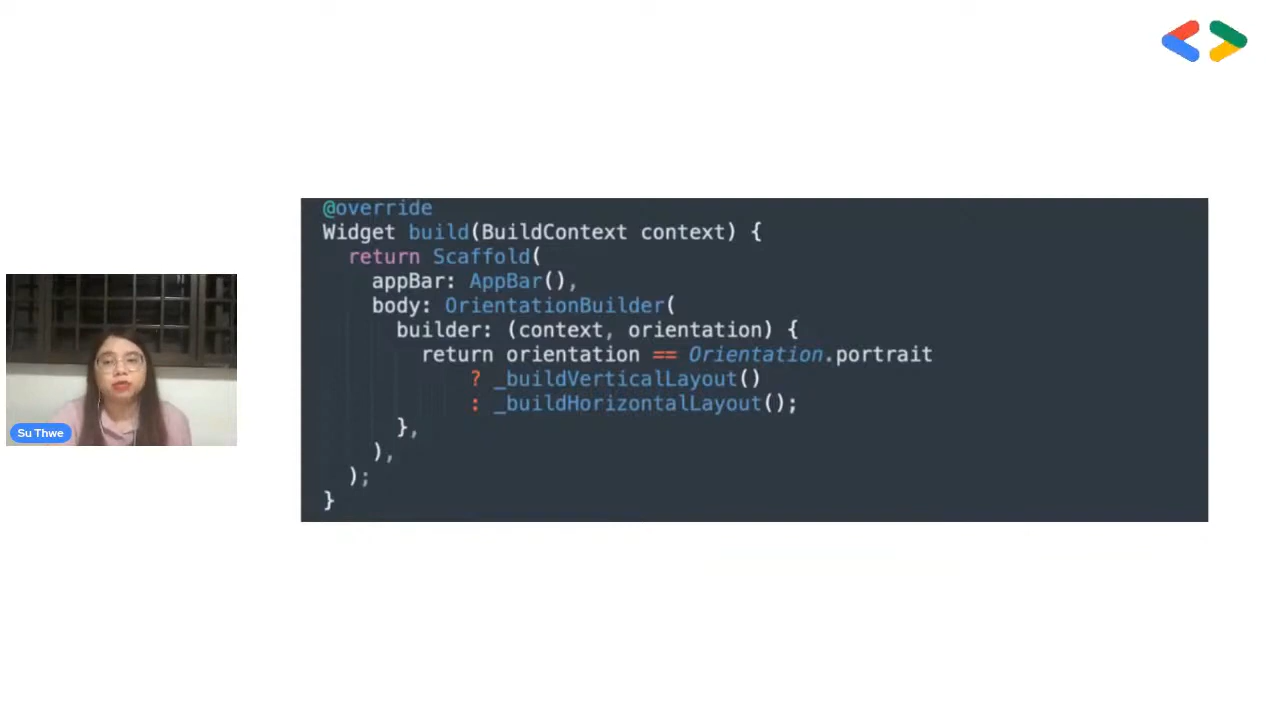 @override
Widget build(BuildContext context) {
return Scaffold(
appBar: AppBar(),
body: OrientationBuilder(
builder: (context, orientation) {
return orientation == Orientation.portrait
? _buildVerticalLayout()
: _buildHorizontalLayout();
},
),
);
}
Su Thwe